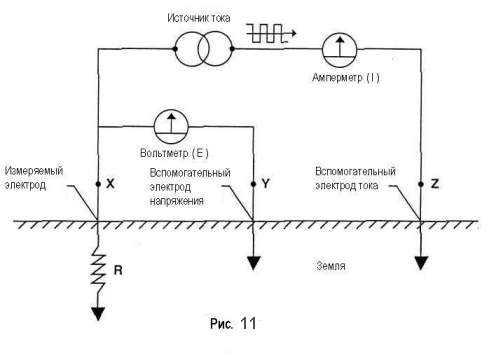 Источник тока
Амперметр ( I )
Вольтметр ( E )
Измеряемый
электрод
X
Вспомогательный
электрод
напряжения
Y
Вспомогательный
электрод тока
Z
R
Земля
Рис. 11